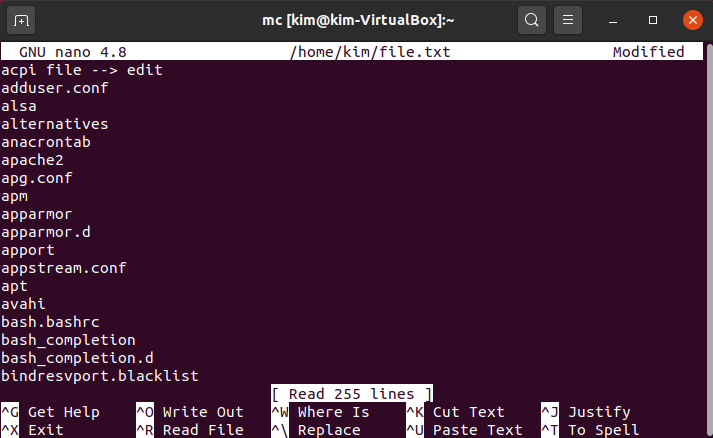 mc [kim@kim-VirtualBox]:~
GNU nano 4.8 /home/kim/file.txt Modified
acpi file --> edit
adduser.conf
alsa
alternatives
anacrontab
apache2
apg.conf
apm
apparmor
apparmor.d
apport
appstream.conf
apt
avahi
bash.bashrc
bash_completion
bash_completion.d
bindresvport.blacklist
[ Read 255 lines ]
^G Get Help ^O Write Out ^W Where Is ^K Cut Text ^J Justify
^X Exit ^R Read File ^\ Replace ^U Paste Text ^T To Spell